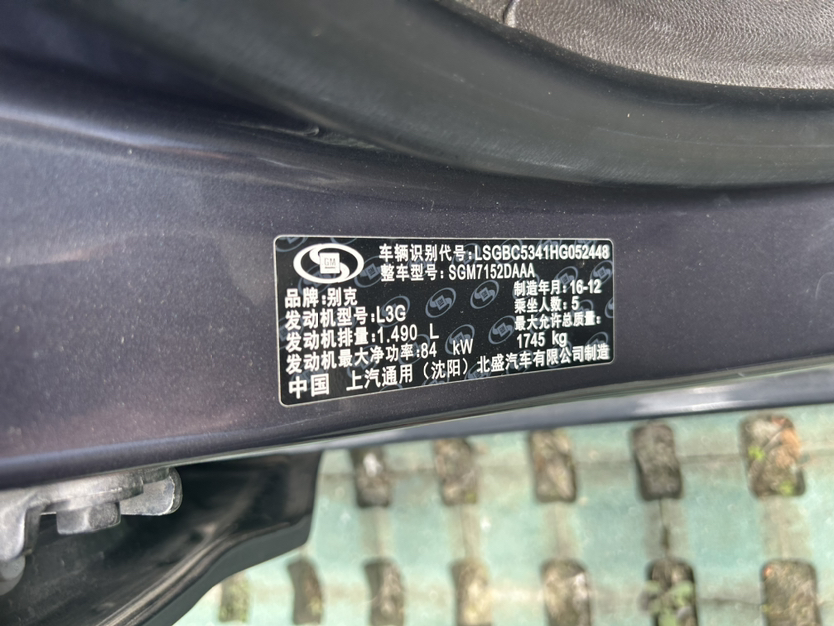 车辆识别代号:LSGBC5341HG052448
整车型号:SGM7152DAAA
GM
品牌:别克
制造年月:16-12
发动机型号:L3G
乘坐人数:5
发动机排量:1.490 L
最大允许总质量:
1745 kg
发动机最大净功率:84 kW
中国 上汽通用（沈阳）北盛汽车有限公司制造